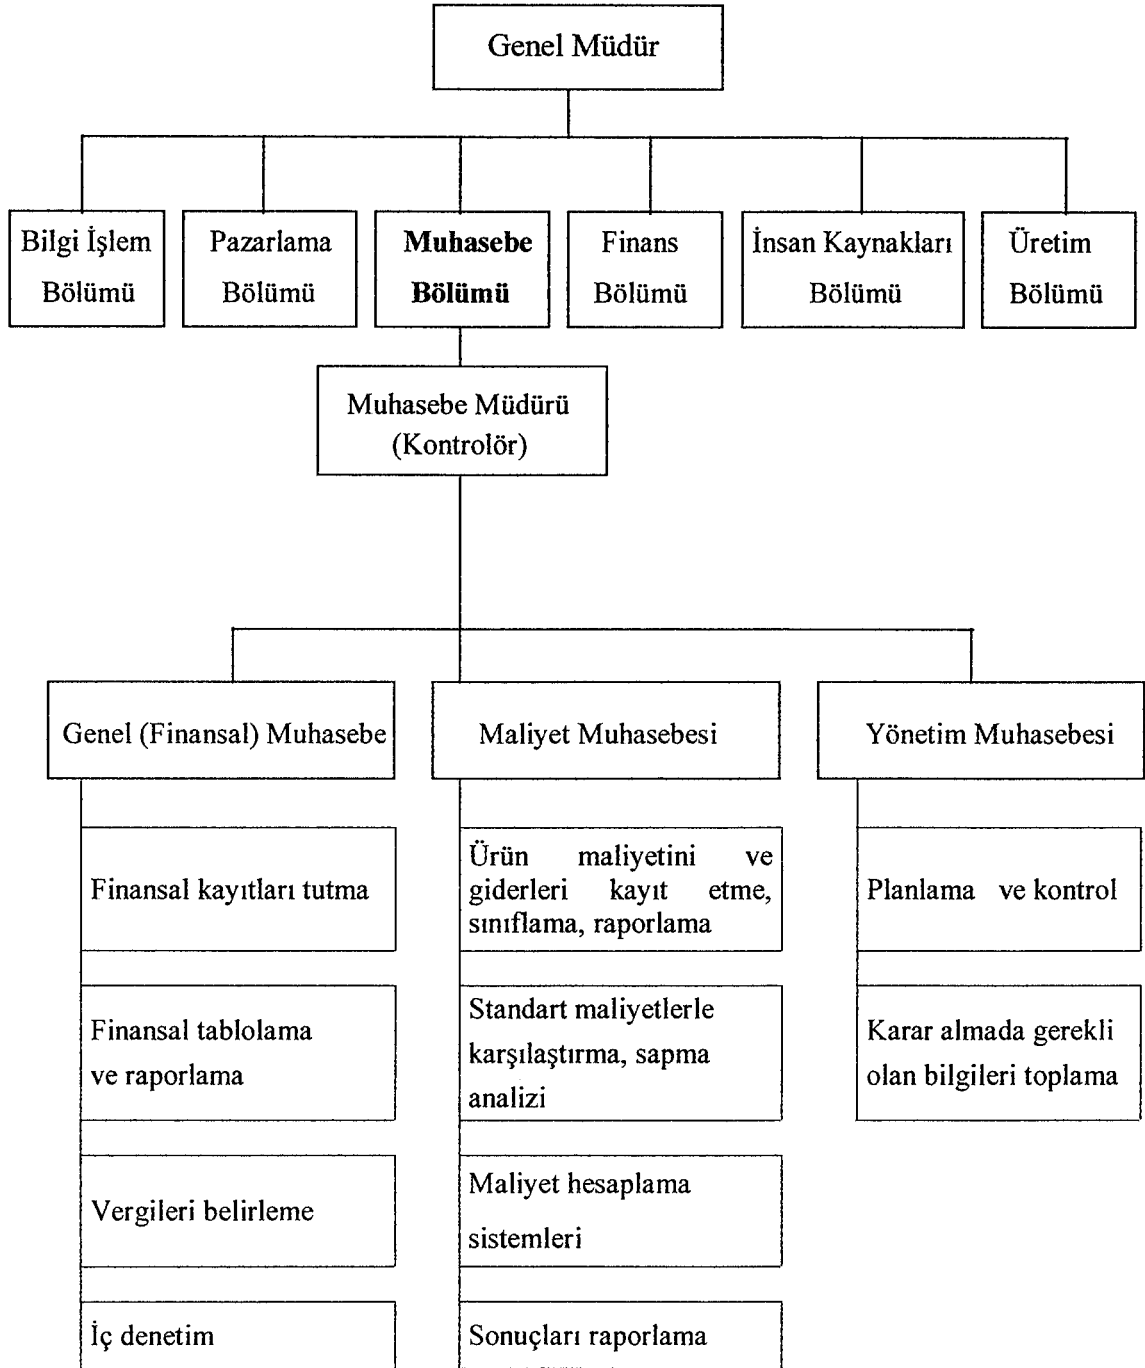 Genel Müdür
Bilgi İşlem
Bölümü
Pazarlama
Bölümü
Muhasebe
Bölümü
Finans
Bölümü
İnsan Kaynakları
Bölümü
Üretim
Bölümü
Muhasebe Müdürü
(Kontrolör)
Genel (Finansal) Muhasebe
Maliyet Muhasebesi
Yönetim Muhasebesi
Finansal kayıtları tutma
Finansal tablolama
ve raporlama
Vergileri belirleme
İç denetim
Ürün maliyetini ve
giderleri kayıt etme,
sınıflama, raporlama
Standart maliyetlerle
karşılaştırma, sapma
analizi
Maliyet hesaplama
sistemleri
Sonuçları raporlama
Planlama ve kontrol
Karar almada gerekli
olan bilgileri toplama